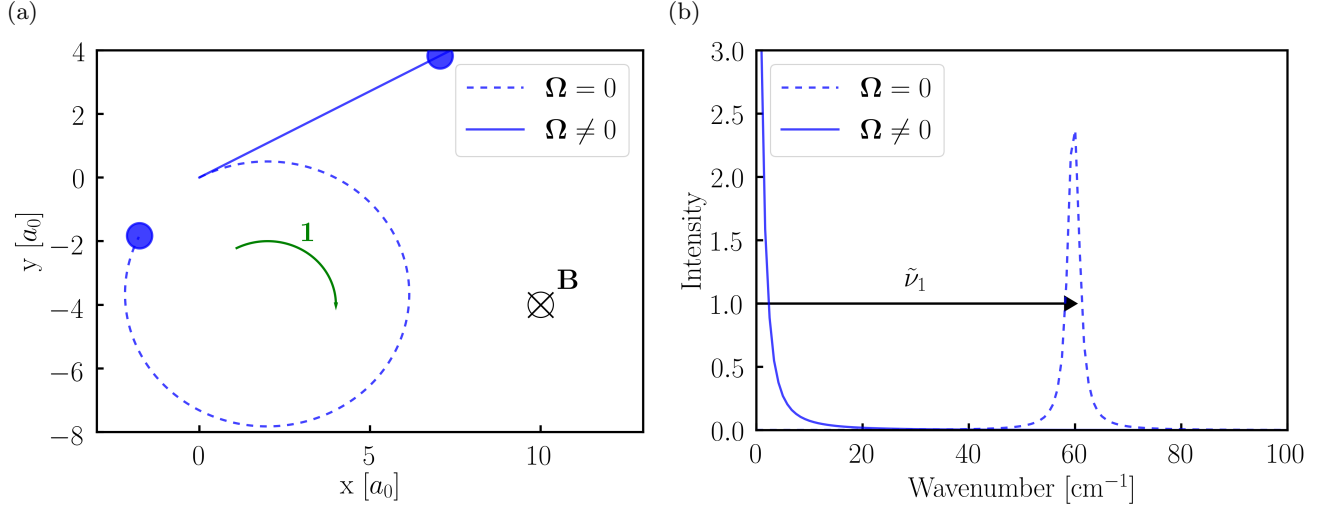 (a)
4
2
0
−2
−4
−6
−8
y [a₀]
0
5
10
x [a₀]
Ω = 0
Ω ≠ 0
1
B
(b)
3.0
2.5
2.0
1.5
1.0
0.5
0.0
Intensity
0
20
40
60
80
100
Wavenumber [cm⁻¹]
Ω = 0
Ω ≠ 0
ν̃₁